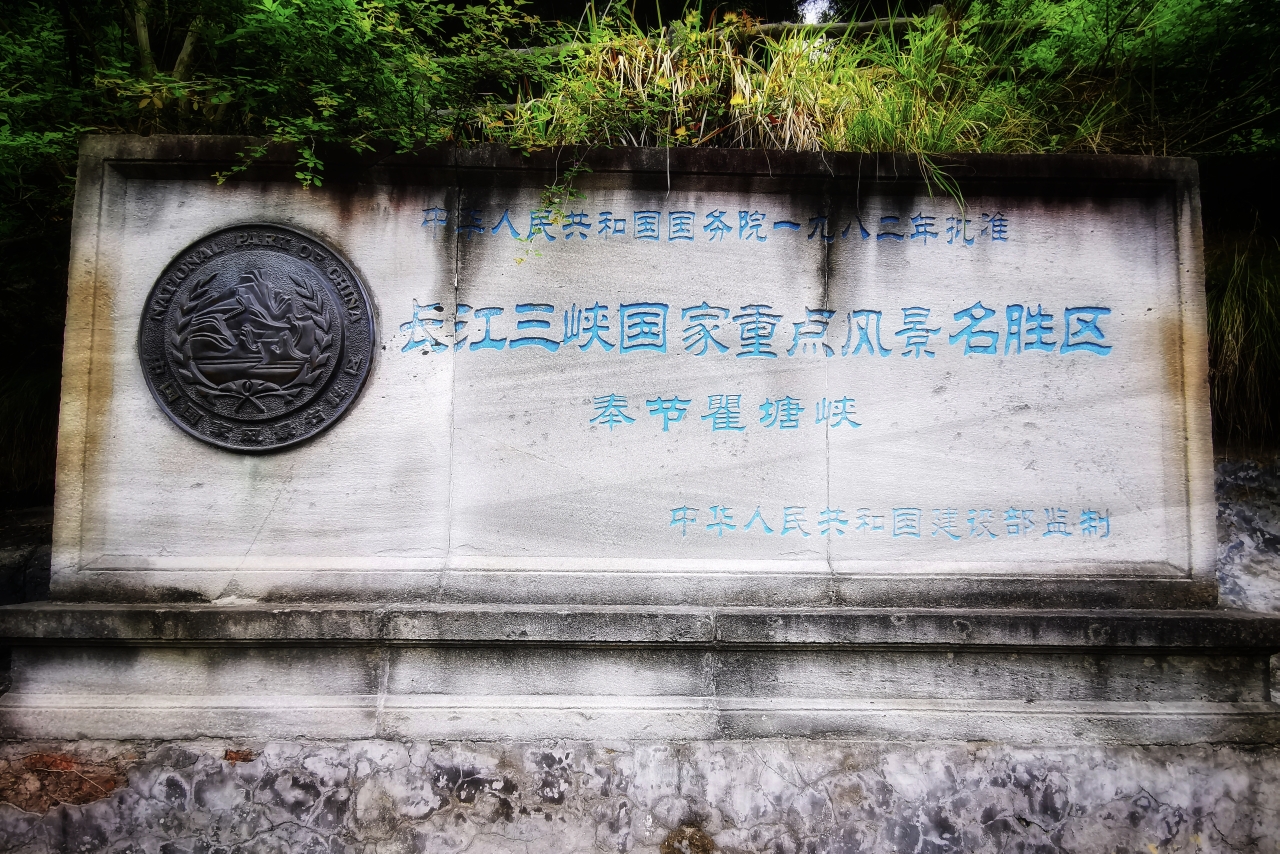 中华人民共和国国务院一九八二年批准
长江三峡国家重点风景名胜区
奉节瞿塘峡
中华人民共和国建设部监制
NATIONAL PARK OF CHINA